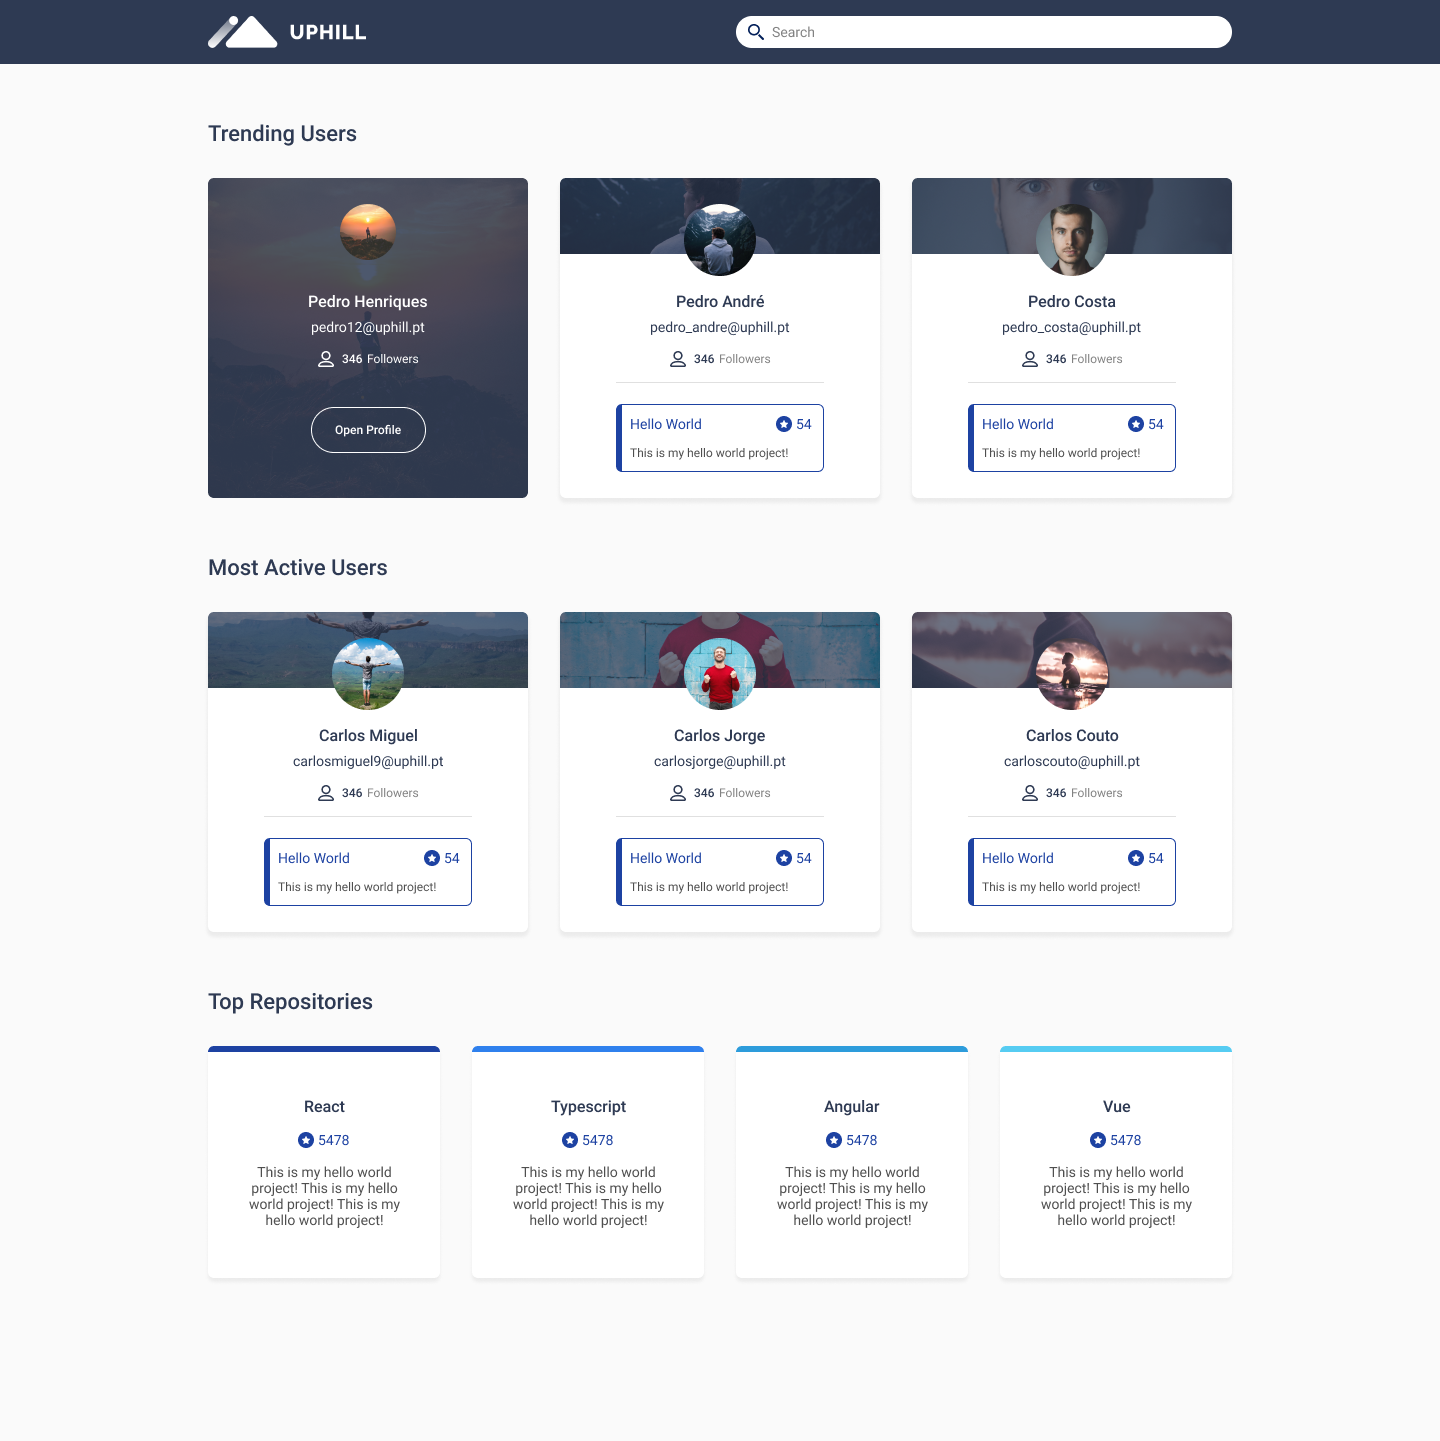 UPHILL
Search
Trending Users
Pedro Henriques
pedro12@uphill.pt
346 Followers
Open Profile
Pedro André
pedro_andre@uphill.pt
346 Followers
Hello World
54
This is my hello world project!
Pedro Costa
pedro_costa@uphill.pt
346 Followers
Hello World
54
This is my hello world project!
Most Active Users
Carlos Miguel
carlosmiguel9@uphill.pt
346 Followers
Hello World
54
This is my hello world project!
Carlos Jorge
carlosjorge@uphill.pt
346 Followers
Hello World
54
This is my hello world project!
Carlos Couto
carloscouto@uphill.pt
346 Followers
Hello World
54
This is my hello world project!
Top Repositories
React
5478
This is my hello world
project! This is my hello
world project! This is my
hello world project!
Typescript
5478
This is my hello world
project! This is my hello
world project! This is my
hello world project!
Angular
5478
This is my hello world
project! This is my hello
world project! This is my
hello world project!
Vue
5478
This is my hello world
project! This is my hello
world project! This is my
hello world project!